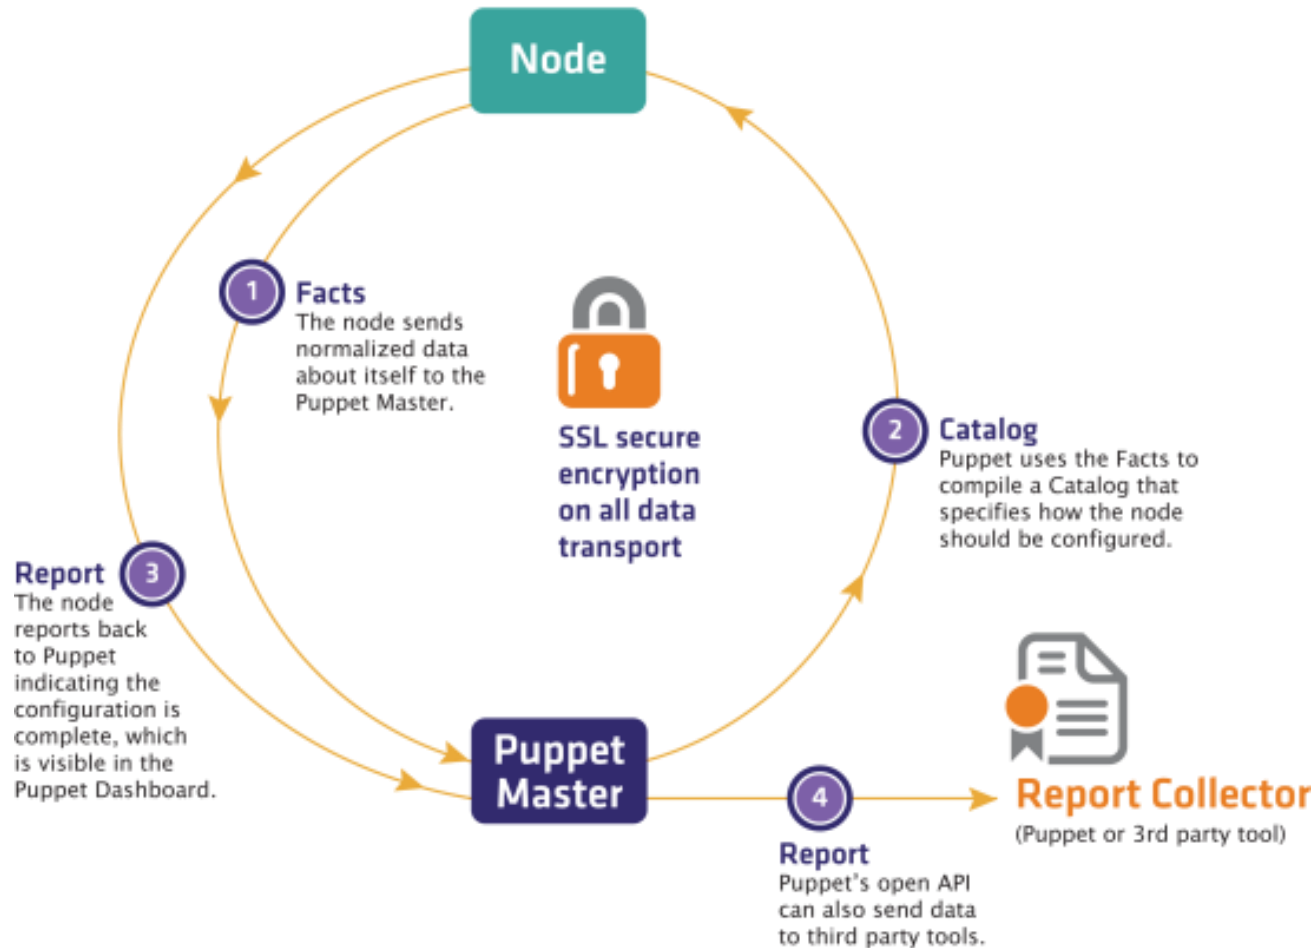 Node
1
Facts
The node sends
normalized data
about itself to the
Puppet Master.
SSL secure
encryption
on all data
transport
2
Catalog
Puppet uses the Facts to
compile a Catalog that
specifies how the node
should be configured.
3
Report
The node
reports back
to Puppet
indicating the
configuration is
complete, which
is visible in the
Puppet Dashboard.
Puppet
Master
4
Report
Puppet's open API
can also send data
to third party tools.
Report Collector
(Puppet or 3rd party tool)